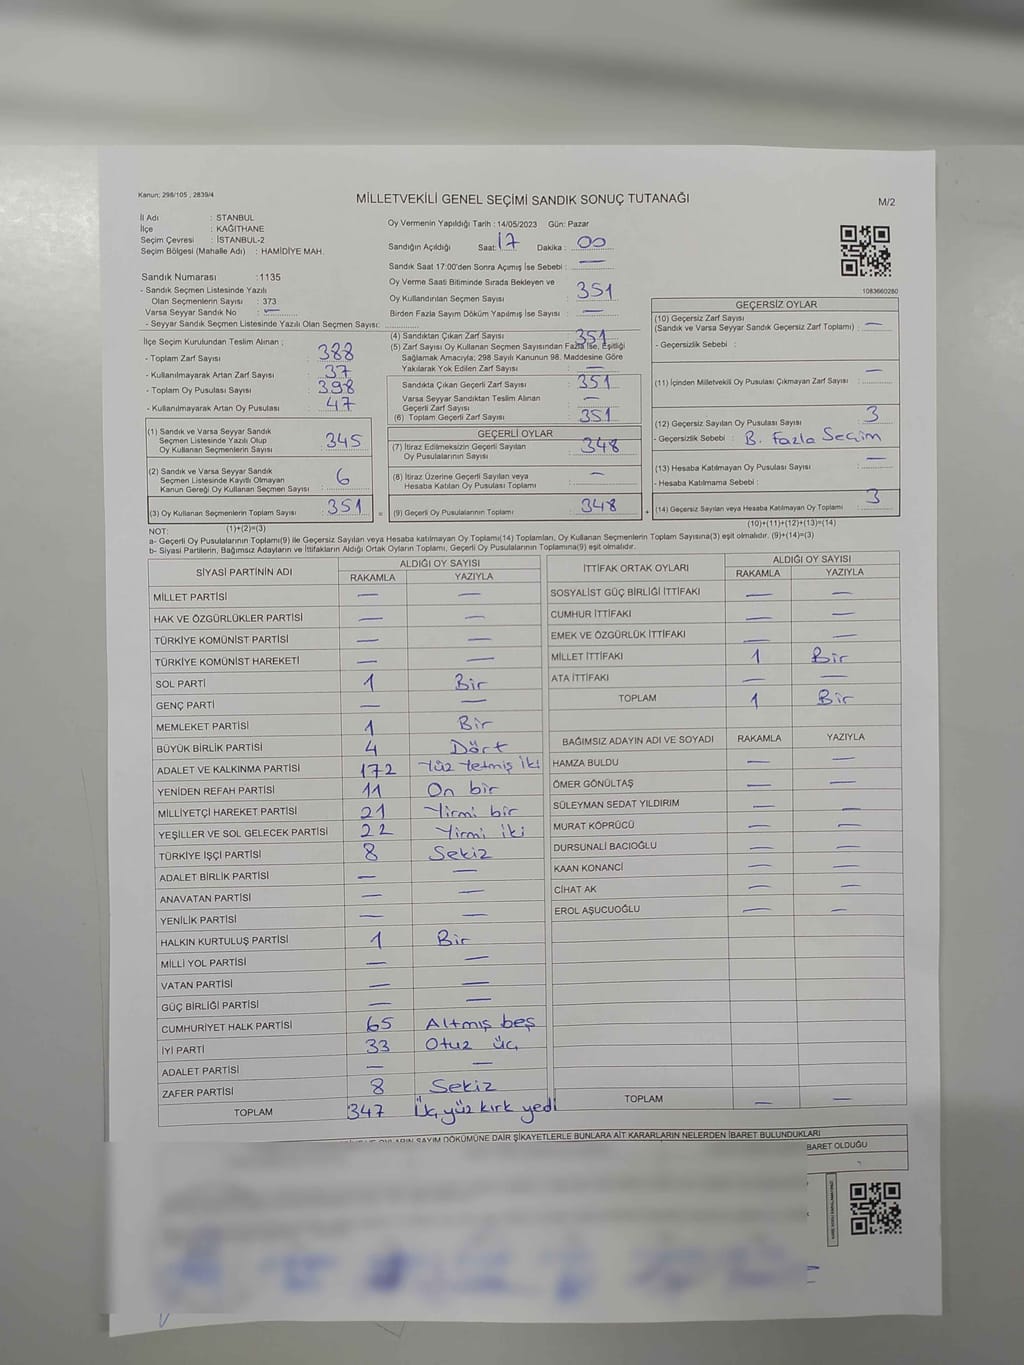 Kanun: 298/105 , 2839/4
MİLLETVEKİLİ GENEL SEÇİMİ SANDIK SONUÇ TUTANAĞI
M/2
İl Adı : STANBUL
İlçe : KAĞITHANE
Seçim Çevresi : İSTANBUL-2
Seçim Bölgesi (Mahalle Adı) : HAMİDİYE MAH.
Sandık Numarası :1135
- Sandık Seçmen Listesinde Yazılı
Olan Seçmenlerin Sayısı : 373
Varsa Seyyar Sandık No : —
- Seyyar Sandık Seçmen Listesinde Yazılı Olan Seçmen Sayısı:
Oy Vermenin Yapıldığı Tarih : 14/05/2023 Gün: Pazar
Sandığın Açıldığı Saat: 17 Dakika : 00
Sandık Saat 17:00'den Sonra Açımış İse Sebebi : —
Oy Verme Saati Bitiminde Sırada Bekleyen ve
Oy Kullandırılan Seçmen Sayısı : 351
Birden Fazla Sayım Döküm Yapılmış İse Sayısı : —
1083660280
İlçe Seçim Kurulundan Teslim Alınan ;
- Toplam Zarf Sayısı : 388
- Kullanılmayarak Artan Zarf Sayısı : 37
- Toplam Oy Pusulası Sayısı : 398
- Kullanılmayarak Artan Oy Pusulası : 47
(4) Sandıktan Çıkan Zarf Sayısı : 351
(5) Zarf Sayısı Oy Kullanan Seçmen Sayısından Fazla İse, Eşitliği
Sağlamak Amacıyla; 298 Sayılı Kanunun 98. Maddesine Göre
Yakılarak Yok Edilen Zarf Sayısı : —
Sandıkta Çıkan Geçerli Zarf Sayısı : 351
Varsa Seyyar Sandıktan Teslim Alınan
Geçerli Zarf Sayısı : —
(6) Toplam Geçerli Zarf Sayısı : 351
GEÇERSİZ OYLAR
(10) Geçersiz Zarf Sayısı
(Sandık ve Varsa Seyyar Sandık Geçersiz Zarf Toplamı) : —
- Geçersizlik Sebebi :
(11) İçinden Milletvekili Oy Pusulası Çıkmayan Zarf Sayısı : —
(12) Geçersiz Sayılan Oy Pusulası Sayısı : 3
- Geçersizlik Sebebi : B. Fazla Seçim
(13) Hesaba Katılmayan Oy Pusulası Sayısı : —
- Hesaba Katılmama Sebebi :
(14) Geçersiz Sayılan veya Hesaba Katılmayan Oy Toplamı : 3
(10)+(11)+(12)+(13)=(14)
(1) Sandık ve Varsa Seyyar Sandık
Seçmen Listesinde Yazılı Olup
Oy Kullanan Seçmenlerin Sayısı : 345
(2) Sandık ve Varsa Seyyar Sandık
Seçmen Listesinde Kayıtlı Olmayan
Kanun Gereği Oy Kullanan Seçmen Sayısı : 6
(3) Oy Kullanan Seçmenlerin Toplam Sayısı : 351 =
(1)+(2)=(3)
GEÇERLİ OYLAR
(7) İtiraz Edilmeksizin Geçerli Sayılan
Oy Pusulalarının Sayısı : 348
(8) İtiraz Üzerine Geçerli Sayılan veya
Hesaba Katılan Oy Pusulası Toplamı : —
(9) Geçerli Oy Pusulalarının Toplamı : 348 +
NOT:
a- Geçerli Oy Pusulalarının Toplamı(9) ile Geçersiz Sayılan veya Hesaba katılmayan Oy Toplamı(14) Toplamları, Oy Kullanan Seçmenlerin Toplam Sayısına(3) eşit olmalıdır. (9)+(14)=(3)
b- Siyasi Partilerin, Bağımsız Adayların ve İttifakların Aldığı Ortak Oyların Toplamı, Geçerli Oy Pusulalarının Toplamına(9) eşit olmalıdır.
SİYASİ PARTİNİN ADI ALDIĞI OY SAYISI
RAKAMLA YAZIYLA
MİLLET PARTİSİ — —
HAK VE ÖZGÜRLÜKLER PARTİSİ — —
TÜRKİYE KOMÜNİST PARTİSİ — —
TÜRKİYE KOMÜNİST HAREKETİ — —
SOL PARTİ 1 Bir
GENÇ PARTİ — —
MEMLEKET PARTİSİ 1 Bir
BÜYÜK BİRLİK PARTİSİ 4 Dört
ADALET VE KALKINMA PARTİSİ 172 Yüz Yetmiş iki
YENİDEN REFAH PARTİSİ 11 On bir
MİLLİYETÇİ HAREKET PARTİSİ 21 Yirmi bir
YEŞİLLER VE SOL GELECEK PARTİSİ 22 Yirmi iki
TÜRKİYE İŞÇİ PARTİSİ 8 Sekiz
ADALET BİRLİK PARTİSİ — —
ANAVATAN PARTİSİ — —
YENİLİK PARTİSİ — —
HALKIN KURTULUŞ PARTİSİ 1 Bir
MİLLİ YOL PARTİSİ — —
VATAN PARTİSİ — —
GÜÇ BİRLİĞİ PARTİSİ — —
CUMHURİYET HALK PARTİSİ 65 Altmış beş
İYİ PARTİ 33 Otuz üç
ADALET PARTİSİ — —
ZAFER PARTİSİ 8 Sekiz
TOPLAM 347 Üç yüz kırk yedi
İTTİFAK ORTAK OYLARI ALDIĞI OY SAYISI
RAKAMLA YAZIYLA
SOSYALİST GÜÇ BİRLİĞİ İTTİFAKI — —
CUMHUR İTTİFAKI — —
EMEK VE ÖZGÜRLÜK İTTİFAKI — —
MİLLET İTTİFAKI 1 Bir
ATA İTTİFAKI — —
TOPLAM 1 Bir
BAĞIMSIZ ADAYIN ADI VE SOYADI RAKAMLA YAZIYLA
HAMZA BULDU — —
ÖMER GÖNÜLTAŞ — —
SÜLEYMAN SEDAT YILDIRIM — —
MURAT KÖPRÜCÜ — —
DURSUNALİ BACIOĞLU — —
KAAN KONANCİ — —
CİHAT AK — —
EROL AŞUCUOĞLU — —
TOPLAM — —
OYLARIN SAYIM DÖKÜMÜNE DAİR ŞİKAYETLERLE BUNLARA AİT KARARLARIN NELERDEN İBARET BULUNDUKLARI
BARET OLDUĞU